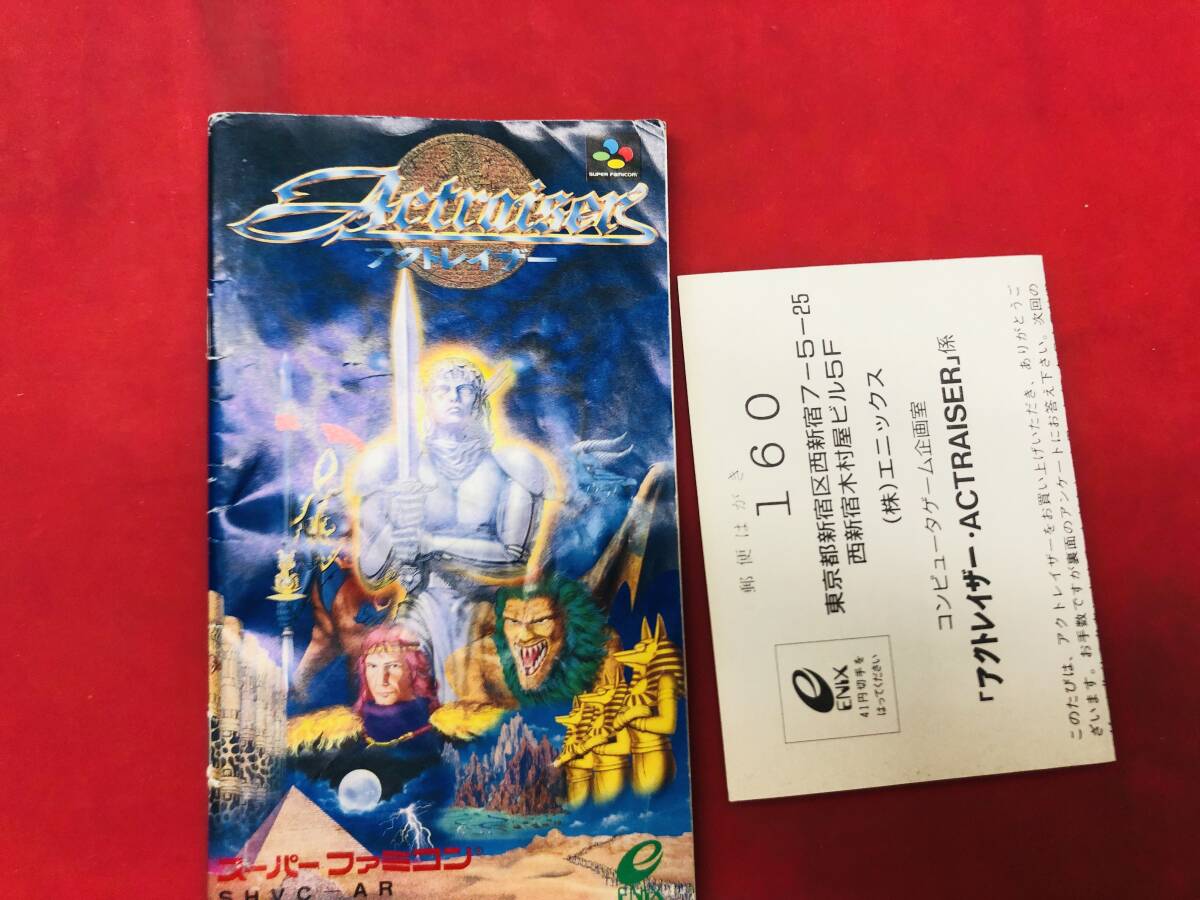 Actraiser
アクトレイザー
SUPER FAMICOM
スーパーファミコン
SHVC-AR
ENIX
郵便はがき
160
東京都新宿区西新宿7-5-25
西新宿木村屋ビル5F
(株)エニックス
コンピュータゲーム企画室
「アクトレイザー・ACTRAISER」係
このたびは、アクトレイザーをお買い上げいただき、ありがとうご
ざいます。お手数ですが裏面のアンケートにお答え下さい。次回の
ENIX
41円切手を
はってください